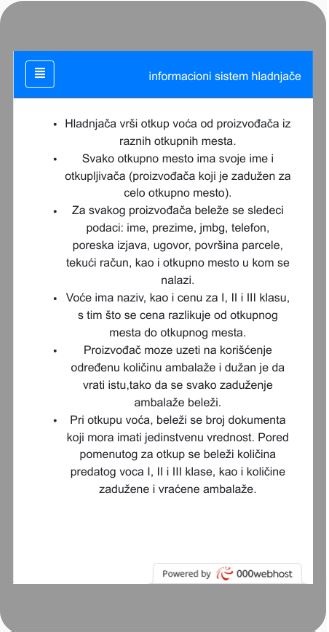 informacioni sistem hladnjače
• Hladnjača vrši otkup voća od proizvođača iz
raznih otkupnih mesta.
• Svako otkupno mesto ima svoje ime i
otkupljivača (proizvođača koji je zadužen za
celo otkupno mesto).
• Za svakog proizvođača beleže se sledeci
podaci: ime, prezime, jmbg, telefon,
poreska izjava, ugovor, površina parcele,
tekući račun, kao i otkupno mesto u kom se
nalazi.
• Voće ima naziv, kao i cenu za I, II i III klasu,
s tim što se cena razlikuje od otkupnog
mesta do otkupnog mesta.
• Proizvođač moze uzeti na korišćenje
određenu količinu ambalaže i dužan je da
vrati istu,tako da se svako zaduženje
ambalaže beleži.
• Pri otkupu voća, beleži se broj dokumenta
koji mora imati jedinstvenu vrednost. Pored
pomenutog za otkup se beleži količina
predatog voca I, II i III klase, kao i količine
zadužene i vraćene ambalaže.
Powered by 000webhost